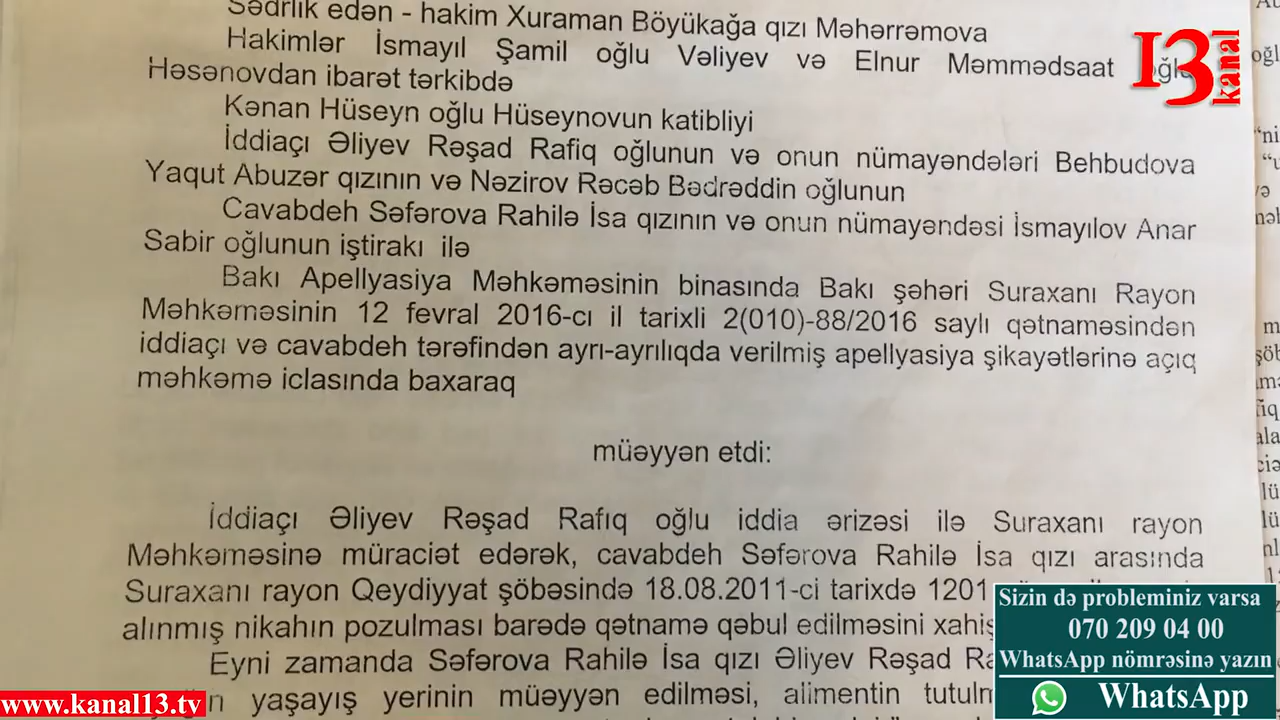 Sədrlik edən - hakim Xuraman Böyükağa qızı Məhərrəmova
Hakimlər İsmayıl Şamil oğlu Vəliyev və Elnur Məmmədsaat oğlu
Həsənovdan ibarət tərkibdə
Kənan Hüseyn oğlu Hüseynovun katibliyi
İddiaçı Əliyev Rəşad Rafiq oğlunun və onun nümayəndələri Behbudova
Yaqut Abuzər qızının və Nəzirov Rəcəb Bədrəddin oğlunun
Cavabdeh Səfərova Rahilə İsa qızının və onun nümayəndəsi İsmayılov Anar
Sabir oğlunun iştirakı ilə
Bakı Apellyasiya Məhkəməsinin binasında Bakı şəhəri Suraxanı Rayon
Məhkəməsinin 12 fevral 2016-cı il tarixli 2(010)-88/2016 saylı qətnaməsindən
iddiaçı və cavabdeh tərəfindən ayrı-ayrılıqda verilmiş apellyasiya şikayətlərinə açıq
məhkəmə iclasında baxaraq
müəyyən etdi:
İddiaçı Əliyev Rəşad Rafiq oğlu iddia ərizəsi ilə Suraxanı rayon
Məhkəməsinə müraciət edərək, cavabdeh Səfərova Rahilə İsa qızı arasında
Suraxanı rayon Qeydiyyat şöbəsində 18.08.2011-ci tarixdə 1201
alınmış nikahın pozulması barədə qətnamə qəbul edilməsini
Eyni zamanda Səfərova Rahilə İsa qızı Əliyev Rəşad
yaşayış yerinin müəyyən edilməsi, alimentin
13 kanal
Sizin də probleminiz varsa
070 209 04 00
WhatsApp nömrəsinə yazın
WhatsApp
www.kanal13.tv